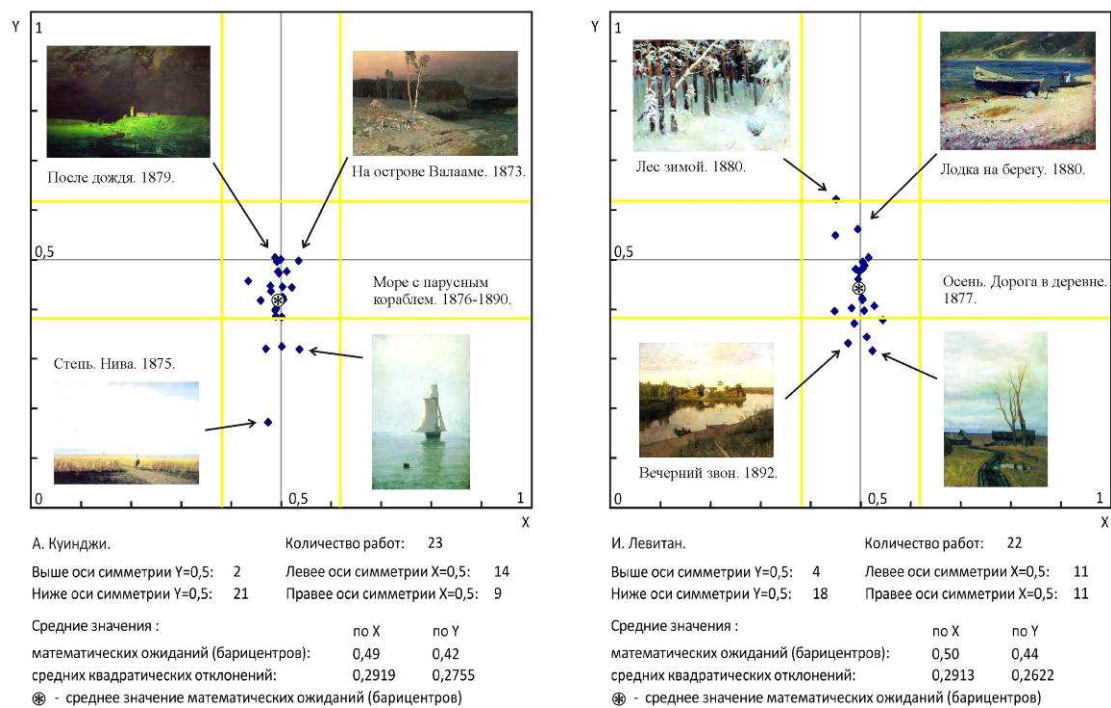 Y
1
После дождя. 1879.
На острове Валааме. 1873.
0,5
Море с парусным
кораблем. 1876-1890.
Степь. Нива. 1875.
0
0,5
1
X
А. Куинджи.
Количество работ: 23
Выше оси симметрии Y=0,5: 2
Левее оси симметрии X=0,5: 14
Ниже оси симметрии Y=0,5: 21
Правее оси симметрии X=0,5: 9
Средние значения :
по X
по Y
математических ожиданий (барицентров): 0,49 0,42
средних квадратических отклонений: 0,2919 0,2755
- среднее значение математических ожиданий (барицентров)
Y
1
Лес зимой. 1880.
Лодка на берегу. 1880.
0,5
Осень. Дорога в деревне.
1877.
Вечерний звон. 1892.
0
0,5
1
X
И. Левитан.
Количество работ: 22
Выше оси симметрии Y=0,5: 4
Левее оси симметрии X=0,5: 11
Ниже оси симметрии Y=0,5: 18
Правее оси симметрии X=0,5: 11
Средние значения :
по X
по Y
математических ожиданий (барицентров): 0,50 0,44
средних квадратических отклонений: 0,2913 0,2622
- среднее значение математических ожиданий (барицентров)